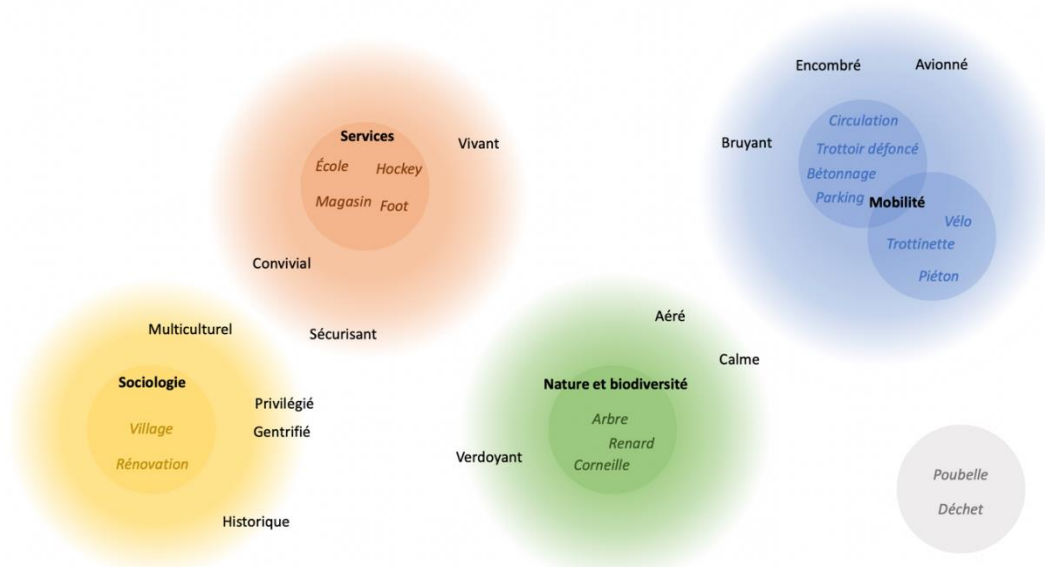 Encombré
Avionné
Bruyant
Circulation
Trottoir défoncé
Bétonnage
Parking
Mobilité
Vélo
Trottinette
Piéton
Services
École
Hockey
Magasin
Foot
Vivant
Convivial
Sécurisant
Multiculturel
Sociologie
Village
Rénovation
Privilégié
Gentrifié
Historique
Aéré
Calme
Nature et biodiversité
Arbre
Renard
Corneille
Verdoyant
Poubelle
Déchet